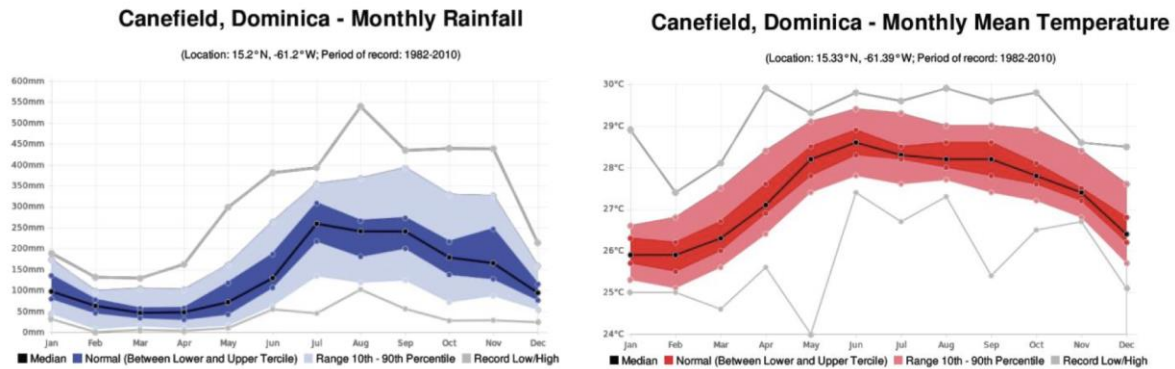 Canefield, Dominica - Monthly Rainfall
(Location: 15.2°N, -61.2°W; Period of record: 1982-2010)
600mm
550mm
500mm
450mm
400mm
350mm
300mm
250mm
200mm
150mm
100mm
50mm
0mm
Jan Feb Mar Apr May Jun Jul Aug Sep Oct Nov Dec
Median Normal (Between Lower and Upper Tercile) Range 10th - 90th Percentile Record Low/High
Canefield, Dominica - Monthly Mean Temperature
(Location: 15.33°N, -61.39°W; Period of record: 1982-2010)
30°C
29°C
28°C
27°C
26°C
25°C
24°C
Jan Feb Mar Apr May Jun Jul Aug Sep Oct Nov Dec
Median Normal (Between Lower and Upper Tercile) Range 10th - 90th Percentile Record Low/High